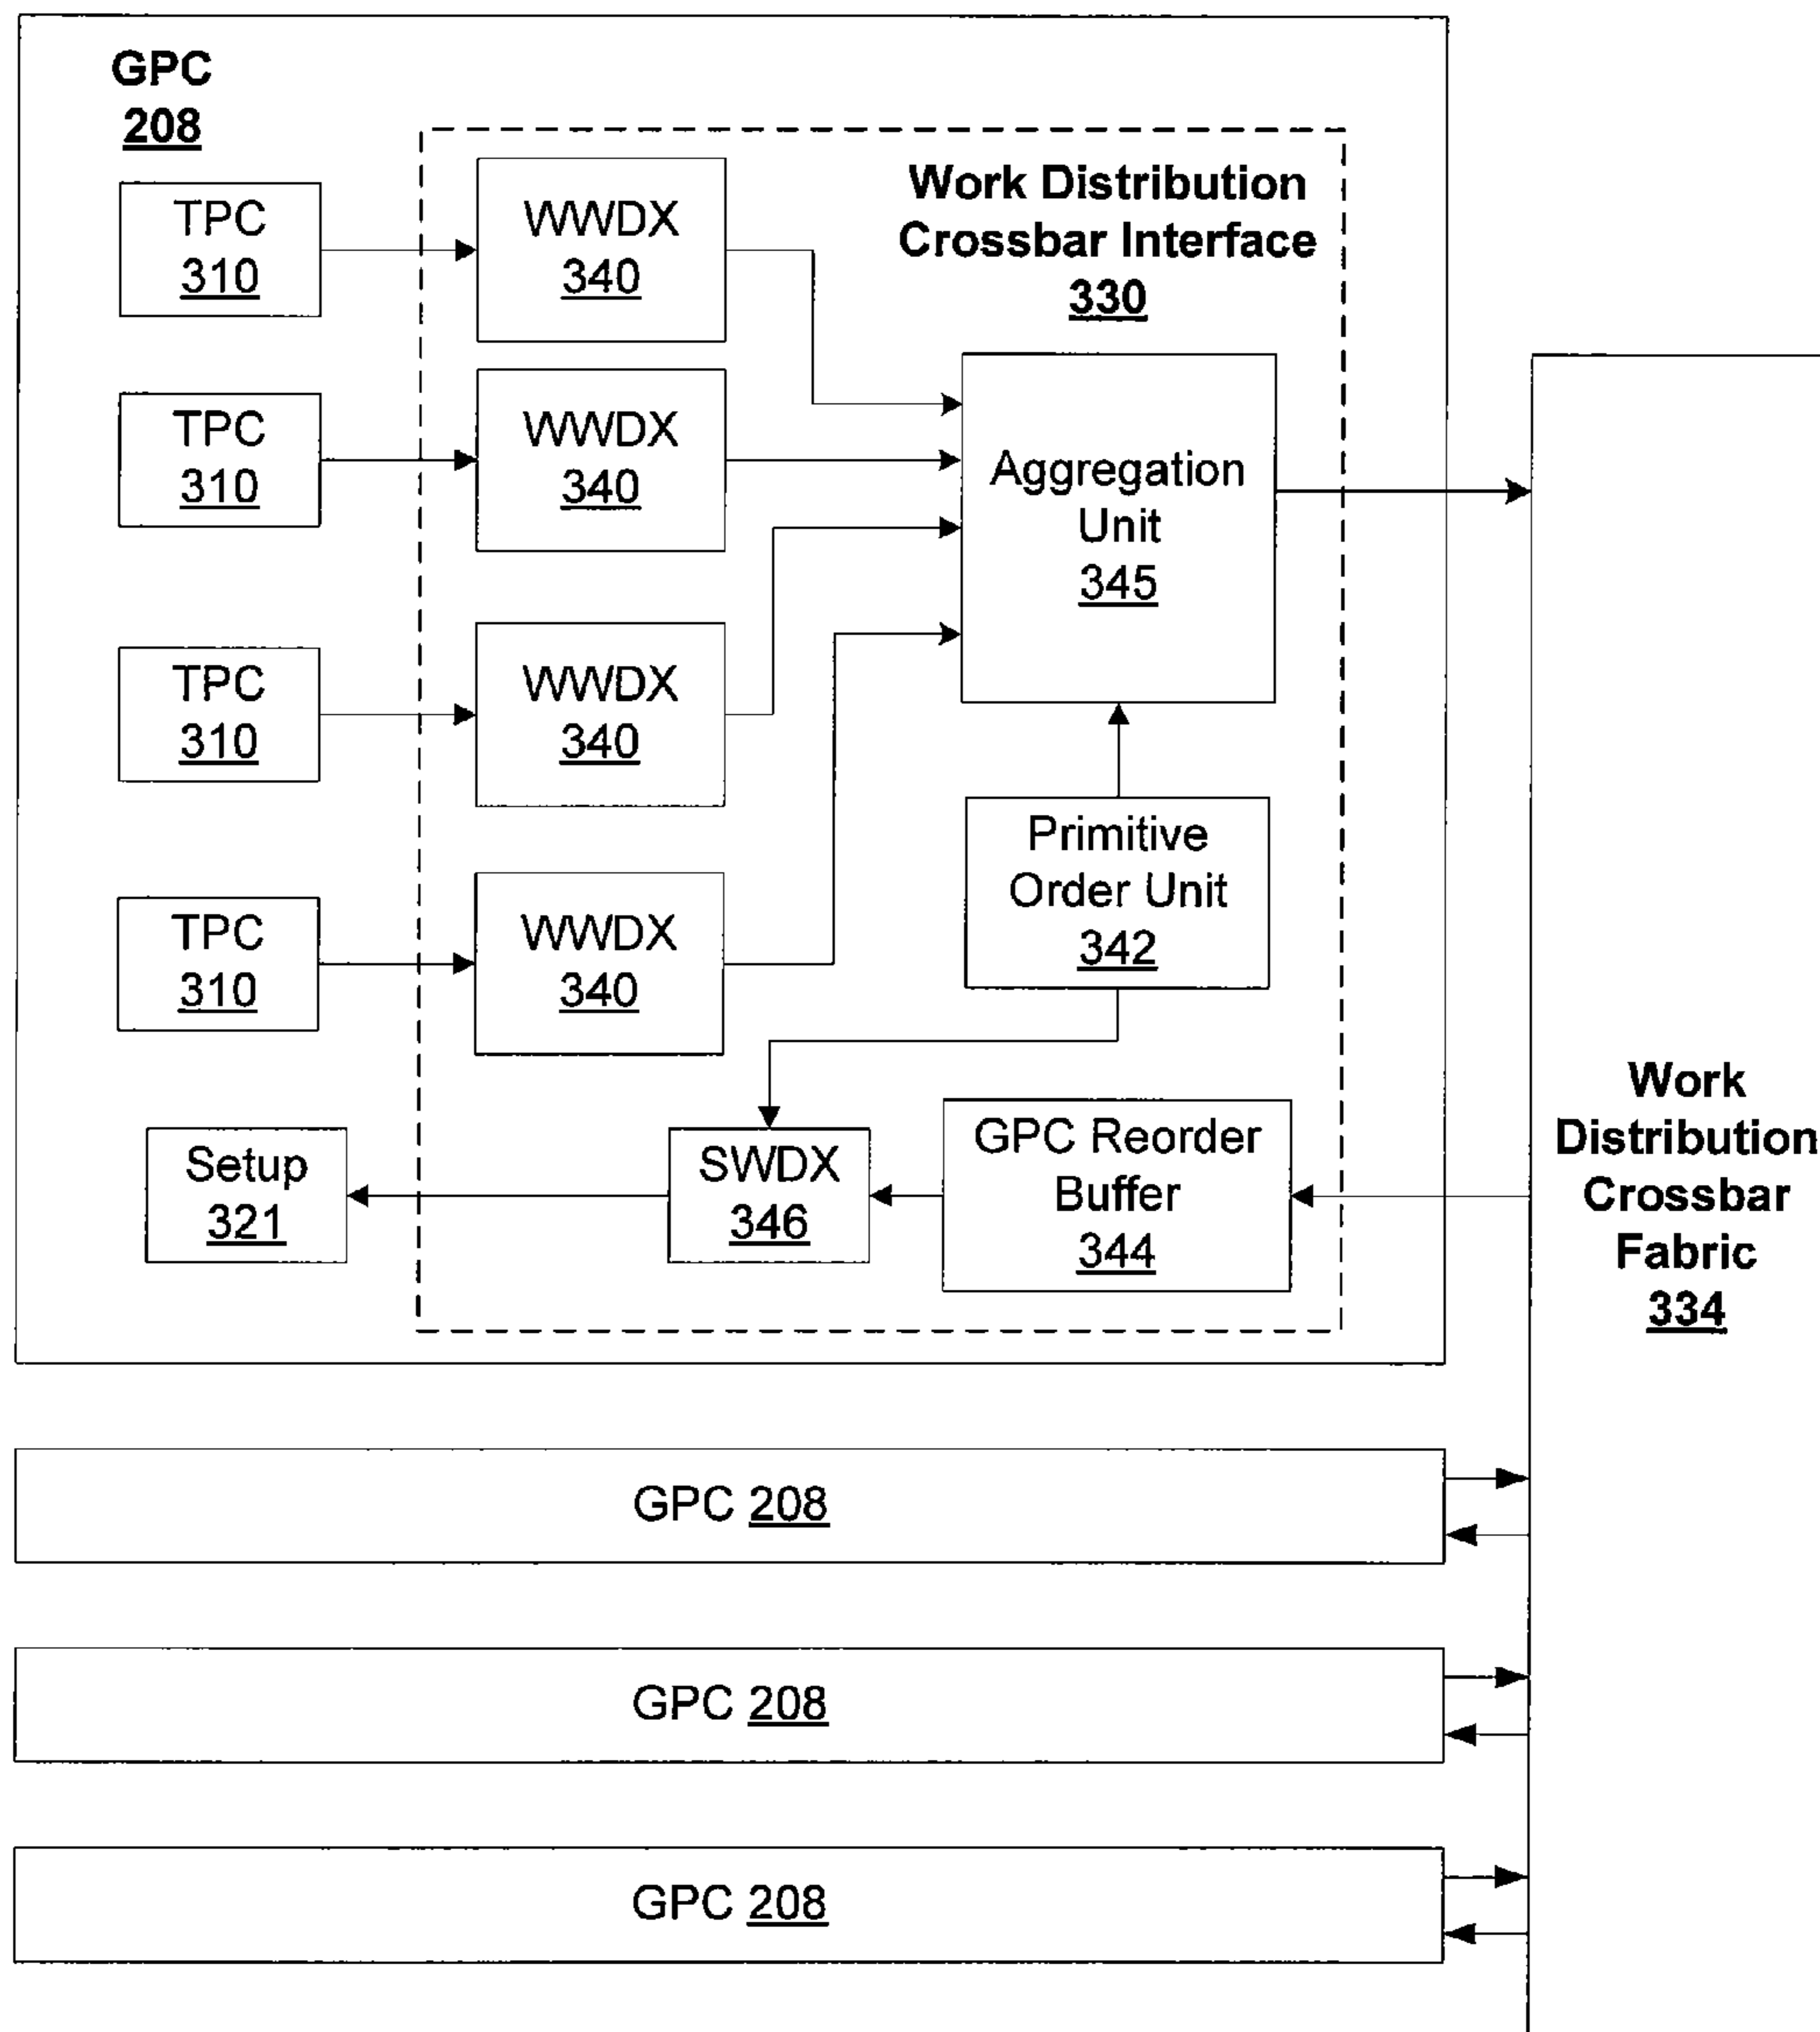 GPC
208
Work Distribution
Crossbar Interface
330
TPC
310
WWDX
340
TPC
310
WWDX
340
Aggregation
Unit
345
TPC
310
WWDX
340
Primitive
Order Unit
342
TPC
310
WWDX
340
Setup
321
SWDX
346
GPC Reorder
Buffer
344
Work
Distribution
Crossbar
Fabric
334
GPC 208
GPC 208
GPC 208